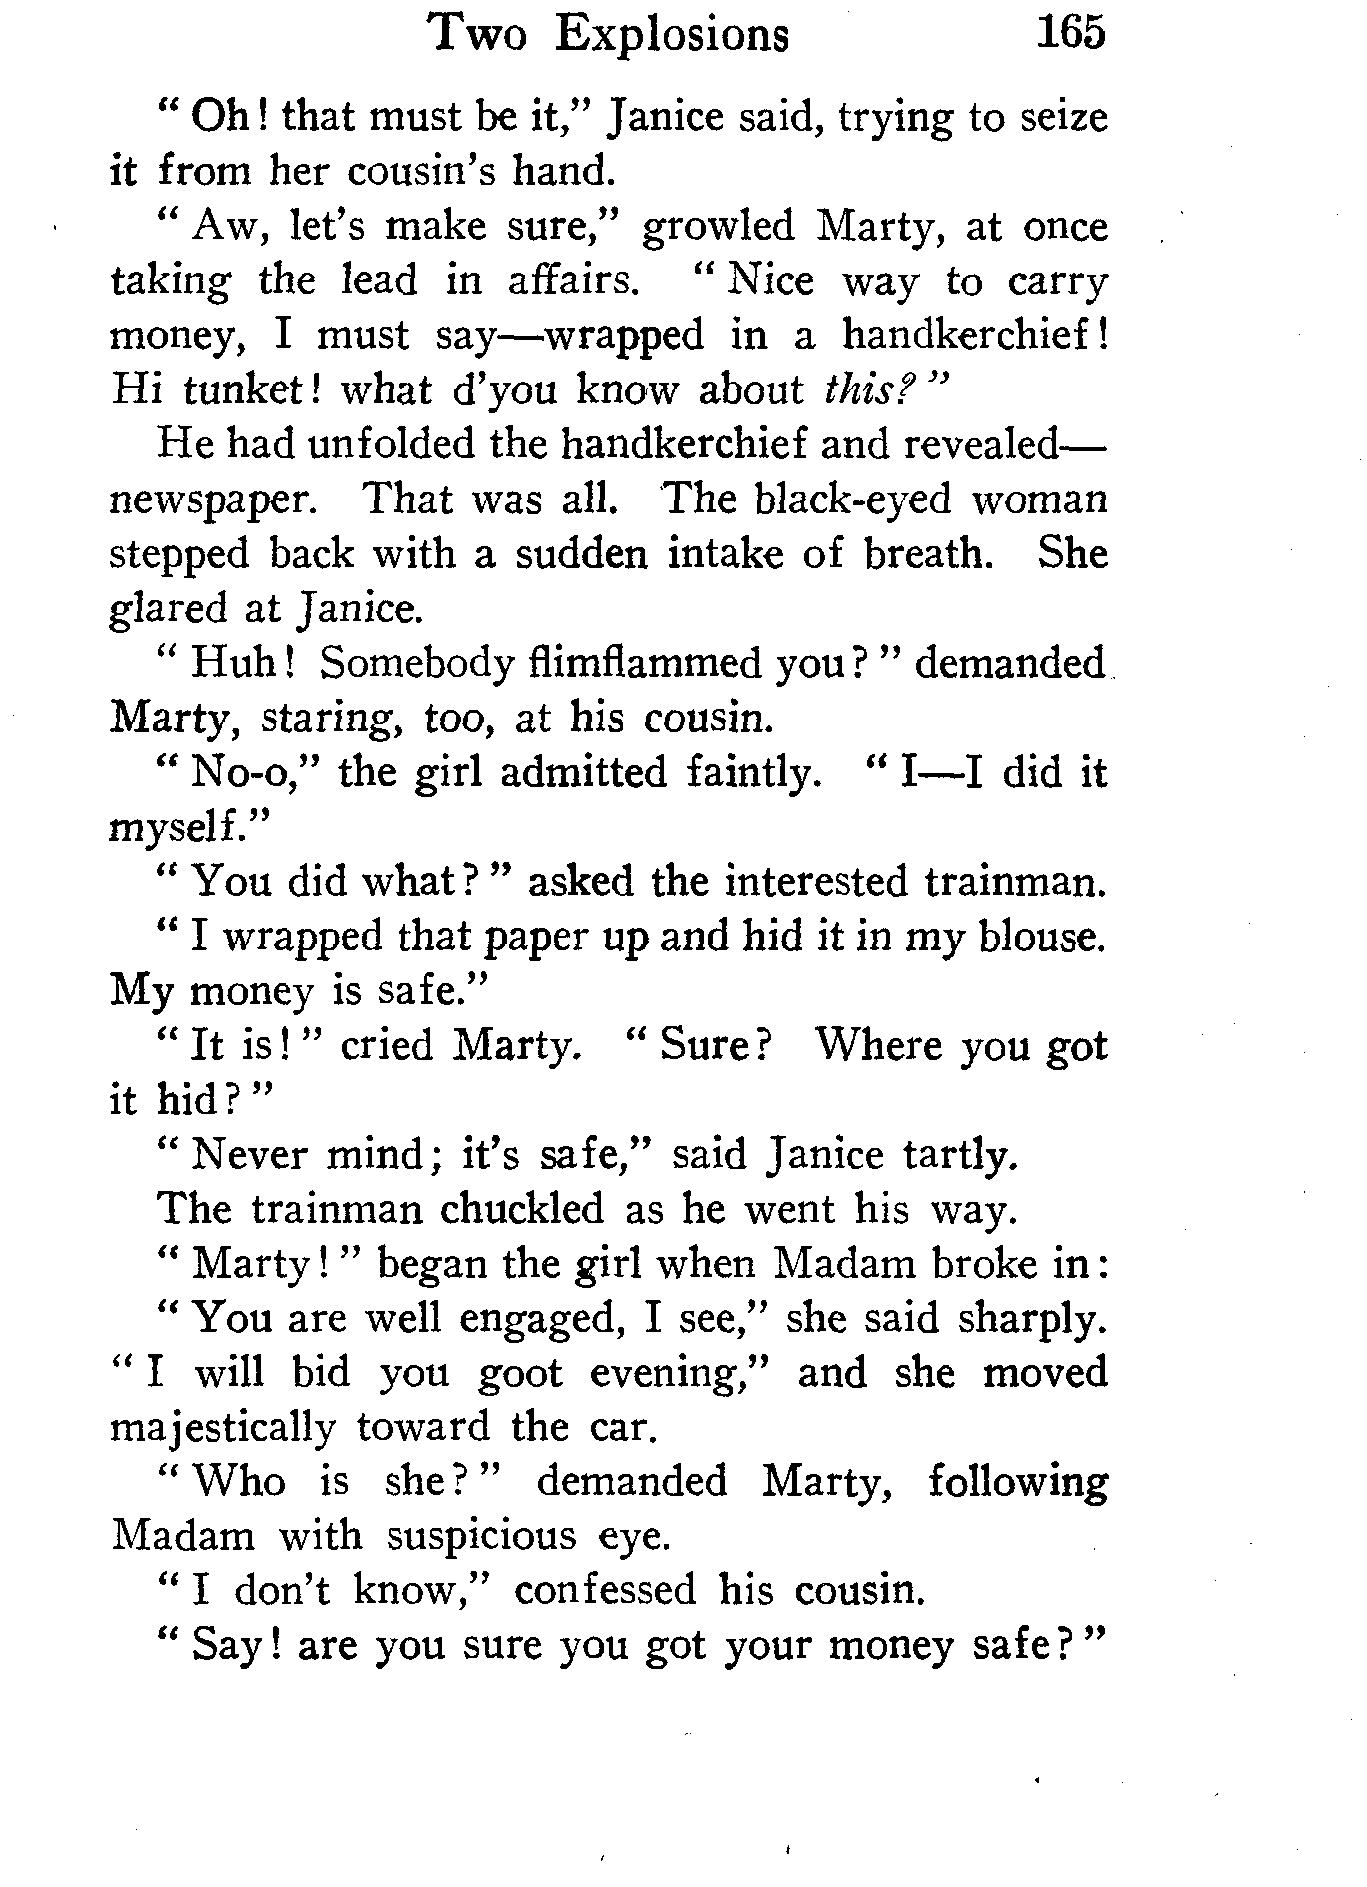 Two Explosions 165
“ Oh! that must be it,” Janice said, trying to seize
it from her cousin’s hand.
“ Aw, let’s make sure,” growled Marty, at once
taking the lead in affairs. “ Nice way to carry
money, I must say—wrapped in a handkerchief!
Hi tunket! what d’you know about this?”
He had unfolded the handkerchief and revealed—
newspaper. That was all. The black-eyed woman
stepped back with a sudden intake of breath. She
glared at Janice.
“ Huh! Somebody flimflammed you? ” demanded
Marty, staring, too, at his cousin.
“ No-o,” the girl admitted faintly. “ I—I did it
myself.”
“ You did what? ” asked the interested trainman.
“ I wrapped that paper up and hid it in my blouse.
My money is safe.”
“ It is! ” cried Marty. “ Sure? Where you got
it hid? ”
“ Never mind; it’s safe,” said Janice tartly.
The trainman chuckled as he went his way.
“ Marty! ” began the girl when Madam broke in:
“ You are well engaged, I see,” she said sharply.
“ I will bid you goot evening,” and she moved
majestically toward the car.
“ Who is she? ” demanded Marty, following
Madam with suspicious eye.
“ I don’t know,” confessed his cousin.
“ Say! are you sure you got your money safe? ”